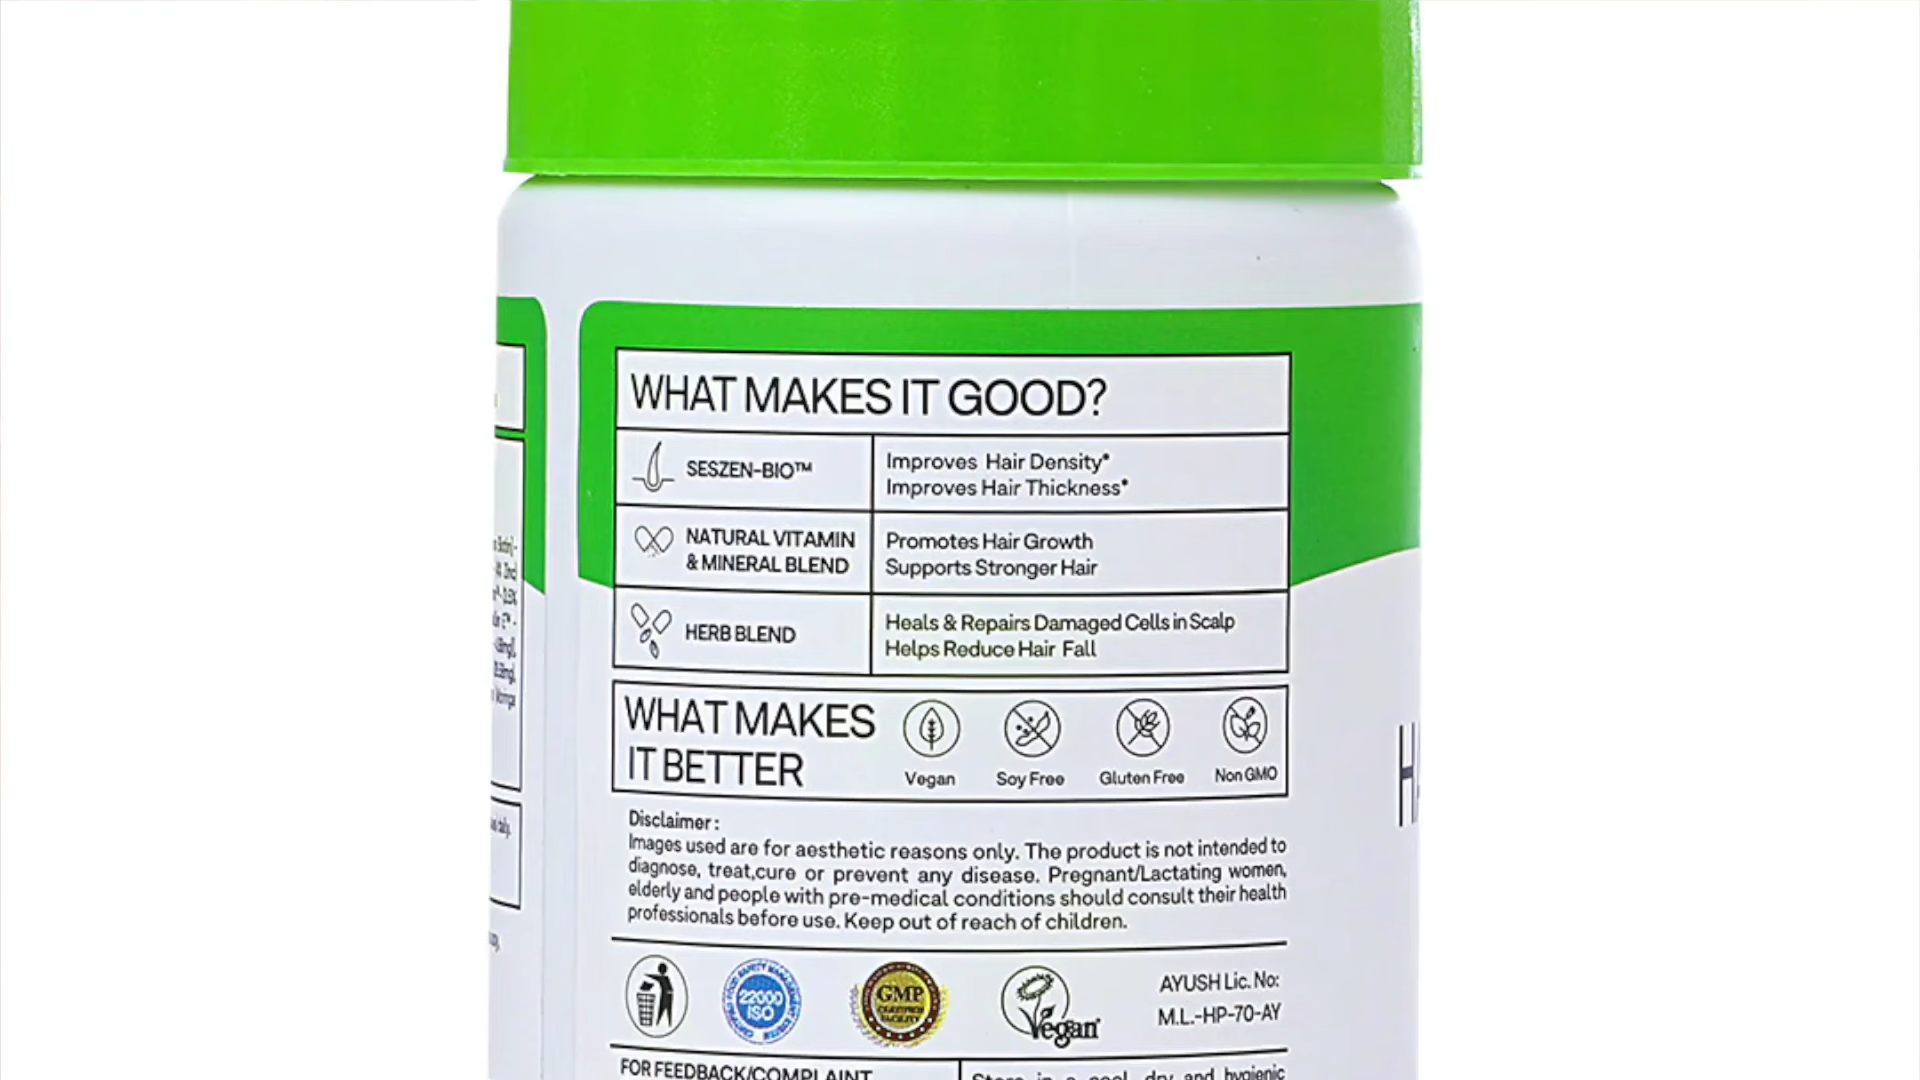 WHAT MAKES IT GOOD?
SESZEN-BIO™
Improves Hair Density*
Improves Hair Thickness*
NATURAL VITAMIN
& MINERAL BLEND
Promotes Hair Growth
Supports Stronger Hair
HERB BLEND
Heals & Repairs Damaged Cells in Scalp
Helps Reduce Hair Fall
WHAT MAKES
IT BETTER
Vegan
Soy Free
Gluten Free
Non GMO
Disclaimer :
Images used are for aesthetic reasons only. The product is not intended to
diagnose, treat,cure or prevent any disease. Pregnant/Lactating women,
elderly and people with pre-medical conditions should consult their health
professionals before use. Keep out of reach of children.
22000
ISO
GMP
CERTIFIED
FACILITY
Vegan
AYUSH Lic. No:
M.L.-HP-70-AY
FOR FEEDBACK/COMPLAINT
Store in a cool, dry and hygienic
daily.
HA